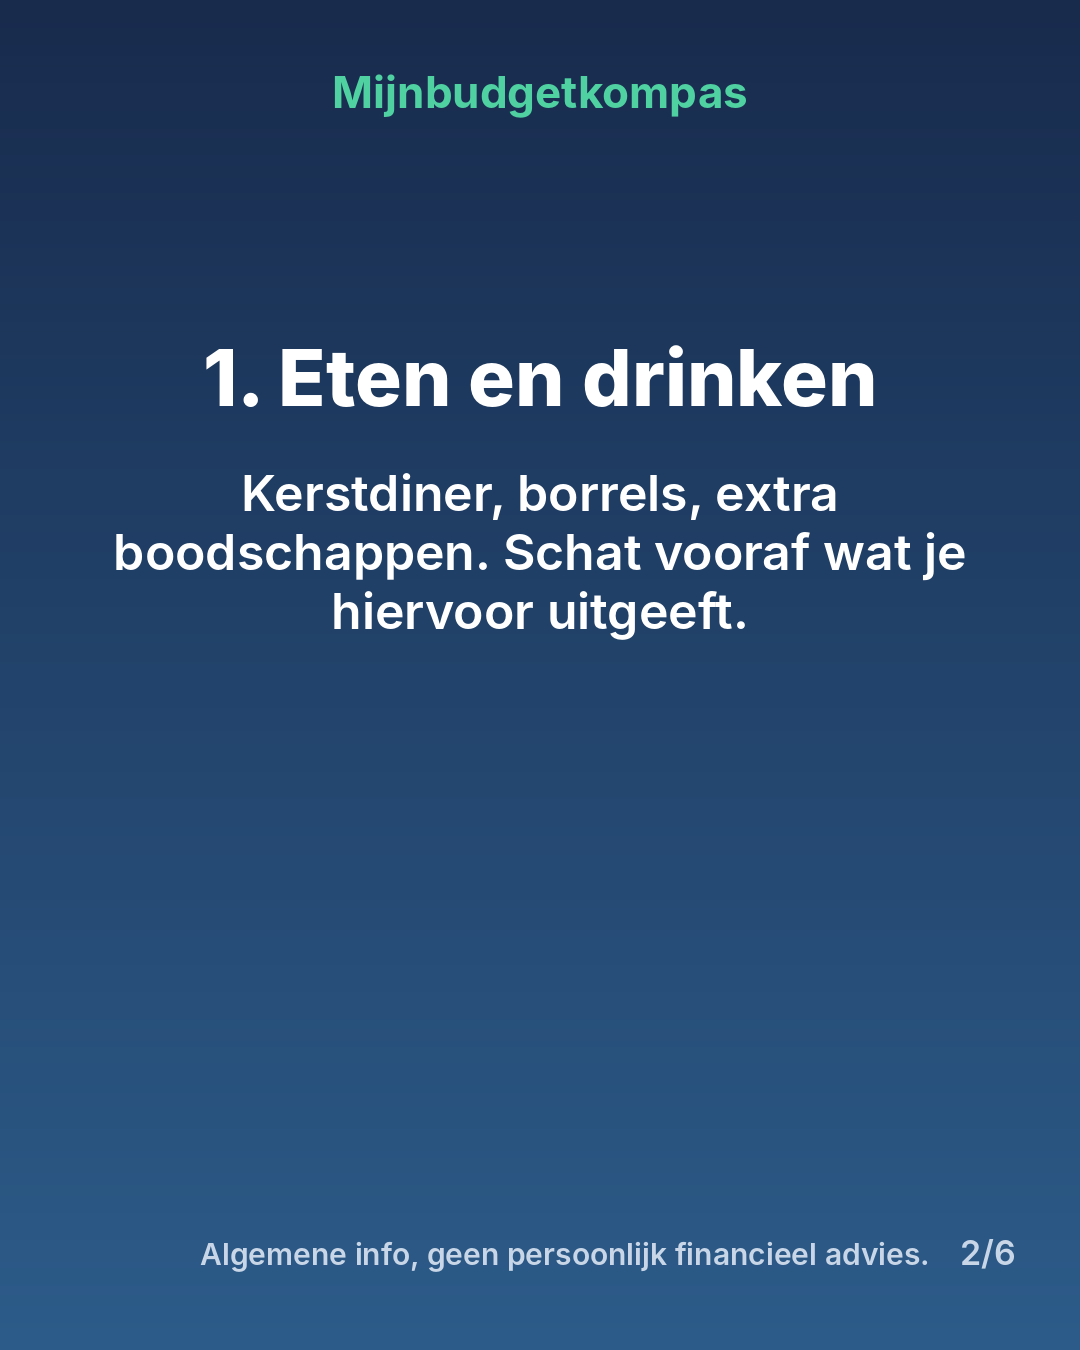 Mijnbudgetkompas
1. Eten en drinken
Kerstdiner, borrels, extra
boodschappen. Schat vooraf wat je
hiervoor uitgeeft.
Algemene info, geen persoonlijk financieel advies. 2/6